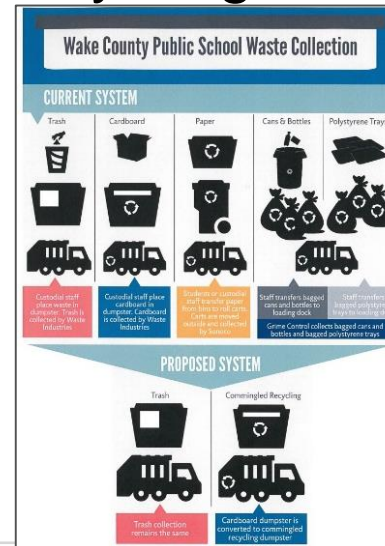 Wake County Public School Waste Collection
CURRENT SYSTEM
Trash
Cardboard
Paper
Cans & Bottles
Polystyrene Trays
Custodial staff
place waste in
dumpster. Trash is
collected by Waste
Industries
Custodial staff place
cardboard in
dumpster. Cardboard
is collected by Waste
Industries
Students or custodial
staff transfer paper
from bins to roll carts.
Carts are moved
outside and collected
by
Staff transfers bagged
cans and bottles to
loading dock
Staff transfers
bagged polystyrene
trays to loading dock
Grime Control collects bagged cans and
bottles and bagged polystyrene trays
PROPOSED SYSTEM
Trash
Commingled Recycling
Trash collection
remains the same
Cardboard dumpster is
converted to commingled
recycling dumpster